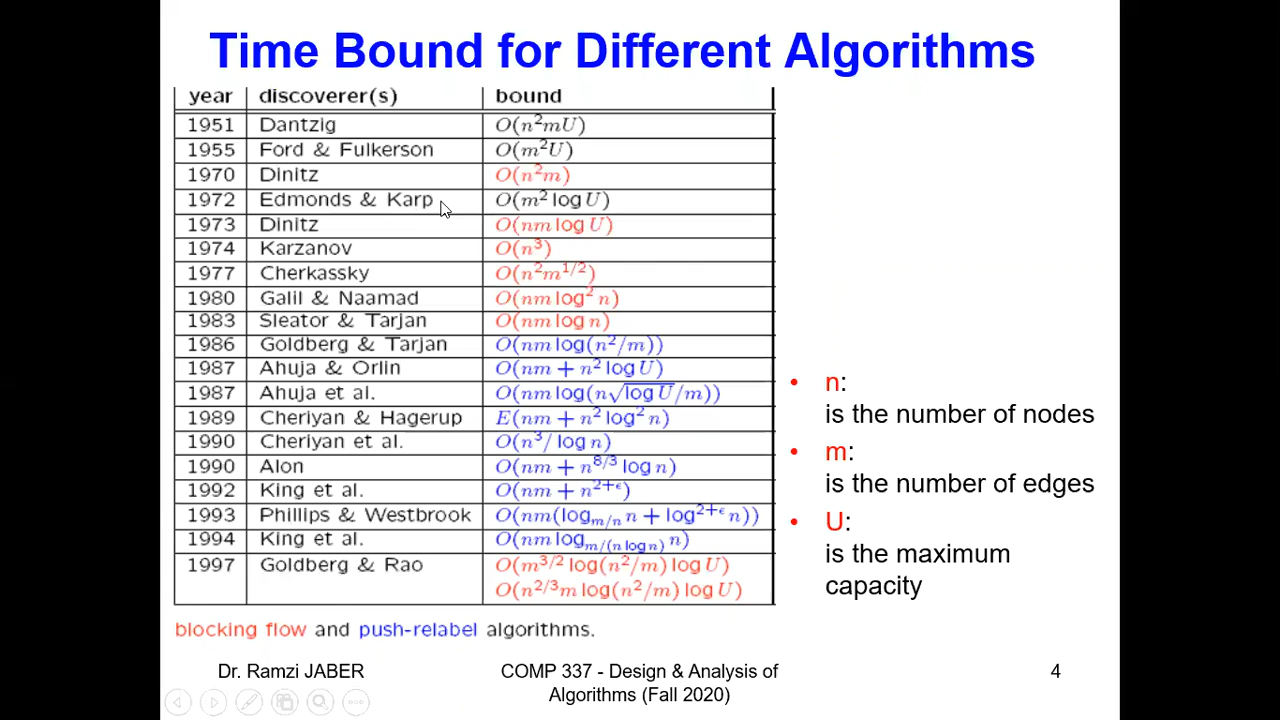 Time Bound for Different Algorithms
year discoverer(s) bound
1951 Dantzig O(n²mU)
1955 Ford & Fulkerson O(m²U)
1970 Dinitz O(n²m)
1972 Edmonds & Karp O(m² log U)
1973 Dinitz O(nm log U)
1974 Karzanov O(n³)
1977 Cherkassky O(n²m^{1/2})
1980 Galil & Naamad O(nm log² n)
1983 Sleator & Tarjan O(nm log n)
1986 Goldberg & Tarjan O(nm log(n²/m))
1987 Ahuja & Orlin O(nm + n² log U)
1987 Ahuja et al. O(nm log(n√log U/m))
1989 Cheriyan & Hagerup E(nm + n² log² n)
1990 Cheriyan et al. O(n³/ log n)
1990 Alon O(nm + n^{8/3} log n)
1992 King et al. O(nm + n^{2+ϵ})
1993 Phillips & Westbrook O(nm(log_{m/n} n + log^{2+ϵ} n))
1994 King et al. O(nm log_{m/(n log n)} n)
1997 Goldberg & Rao O(m^{3/2} log(n²/m) log U)
O(n^{2/3}m log(n²/m) log U)
blocking flow and push-relabel algorithms.
• n:
is the number of nodes
• m:
is the number of edges
• U:
is the maximum
capacity
Dr. Ramzi JABER
COMP 337 - Design & Analysis of
Algorithms (Fall 2020)
4